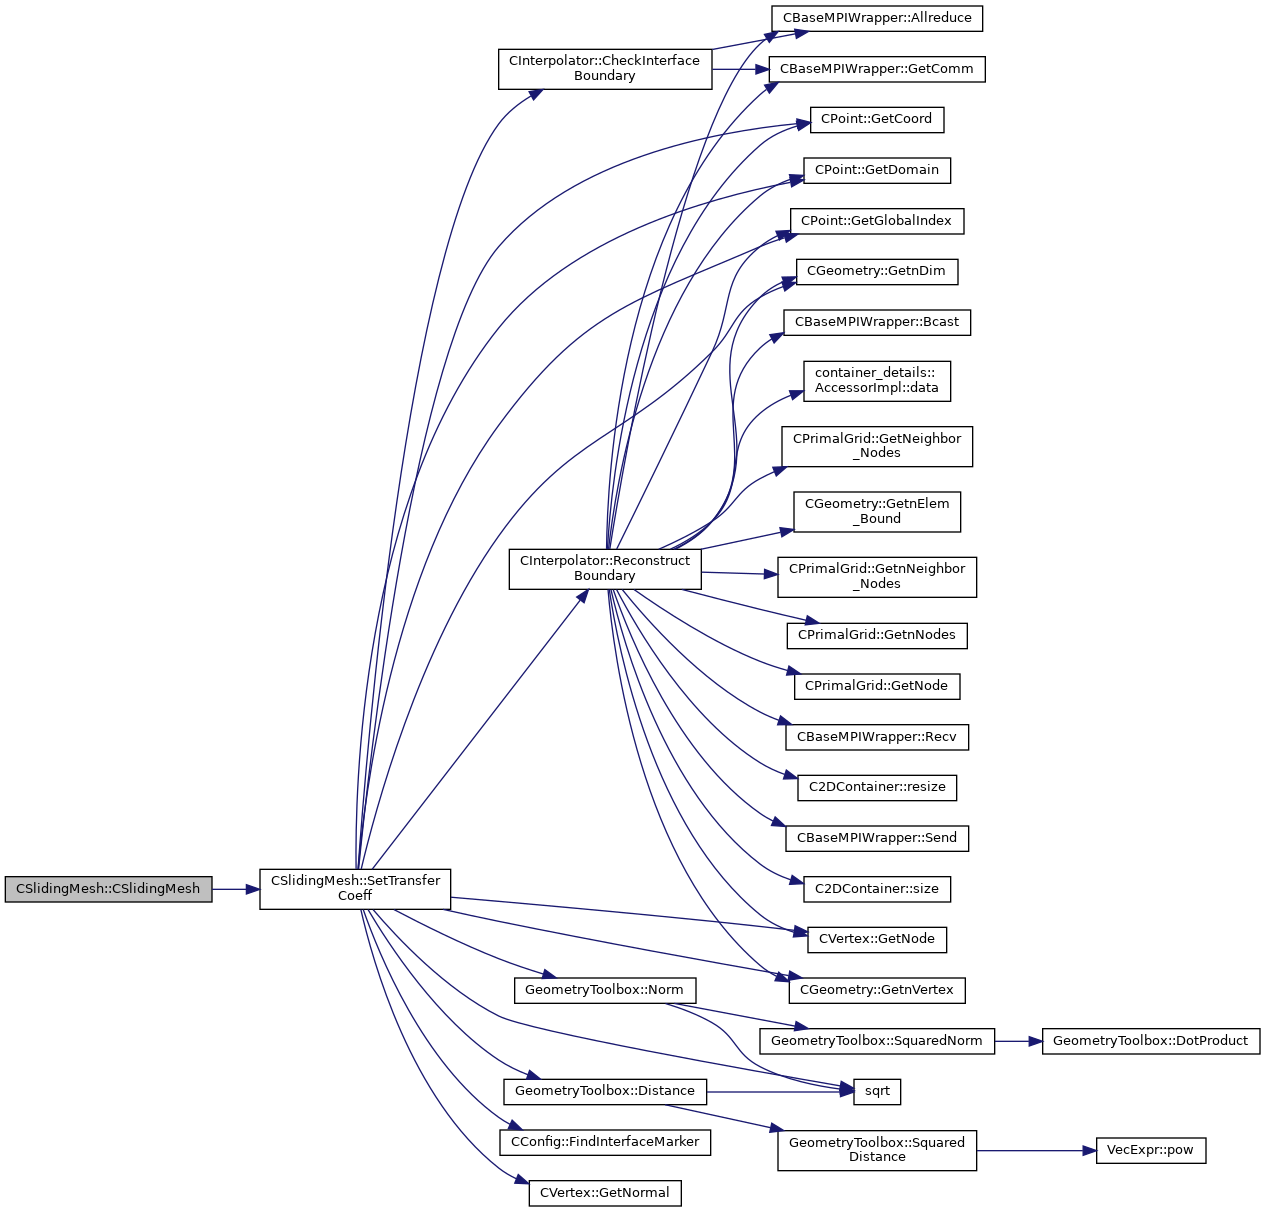 CBaseMPIWrapper::Allreduce
CInterpolator::CheckInterface
Boundary
CBaseMPIWrapper::GetComm
CPoint::GetCoord
CPoint::GetDomain
CPoint::GetGlobalIndex
CGeometry::GetnDim
CBaseMPIWrapper::Bcast
container_details::
AccessorImpl::data
CPrimalGrid::GetNeighbor
_Nodes
CGeometry::GetnElem
_Bound
CInterpolator::Reconstruct
Boundary
CPrimalGrid::GetnNeighbor
_Nodes
CPrimalGrid::GetnNodes
CPrimalGrid::GetNode
CBaseMPIWrapper::Recv
C2DContainer::resize
CBaseMPIWrapper::Send
CSlidingMesh::CSlidingMesh
CSlidingMesh::SetTransfer
Coeff
C2DContainer::size
CVertex::GetNode
GeometryToolbox::Norm
CGeometry::GetnVertex
GeometryToolbox::SquaredNorm
GeometryToolbox::DotProduct
GeometryToolbox::Distance
sqrt
CConfig::FindInterfaceMarker
GeometryToolbox::Squared
Distance
VecExpr::pow
CVertex::GetNormal